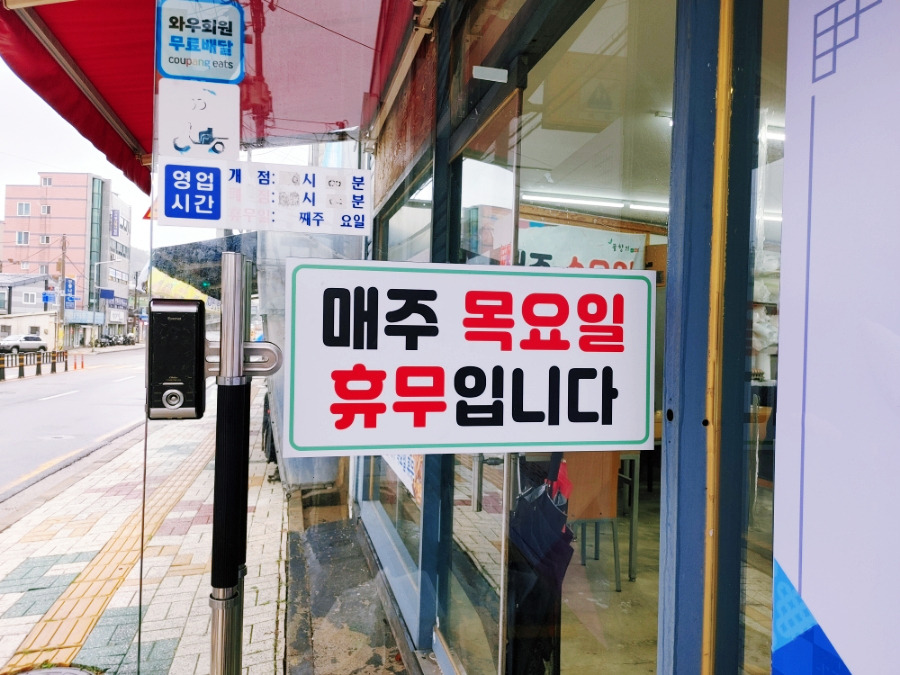 와우회원
무료배달
coupang eats
영업
시간
개 점: 시 분
시 분
째주 요일
매주 목요일
휴무입니다